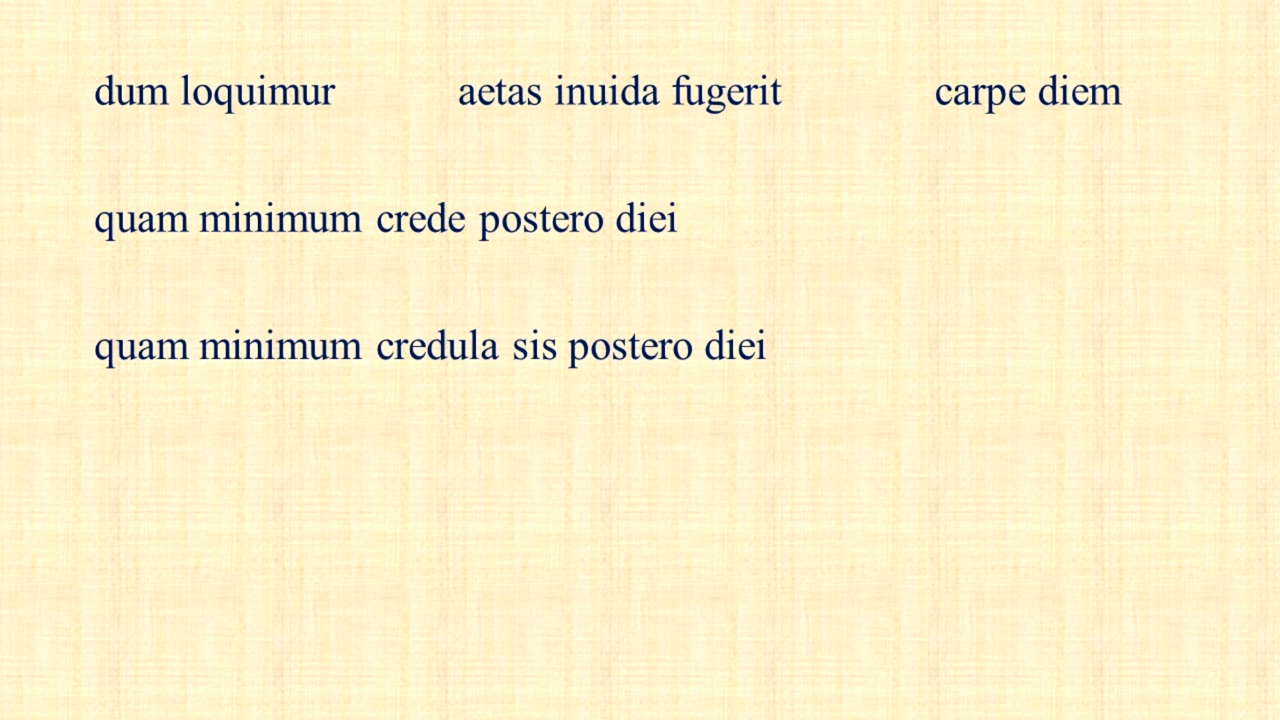 dum loquimur aetas inuida fugerit carpe diem
quam minimum crede postero diei
quam minimum credula sis postero diei